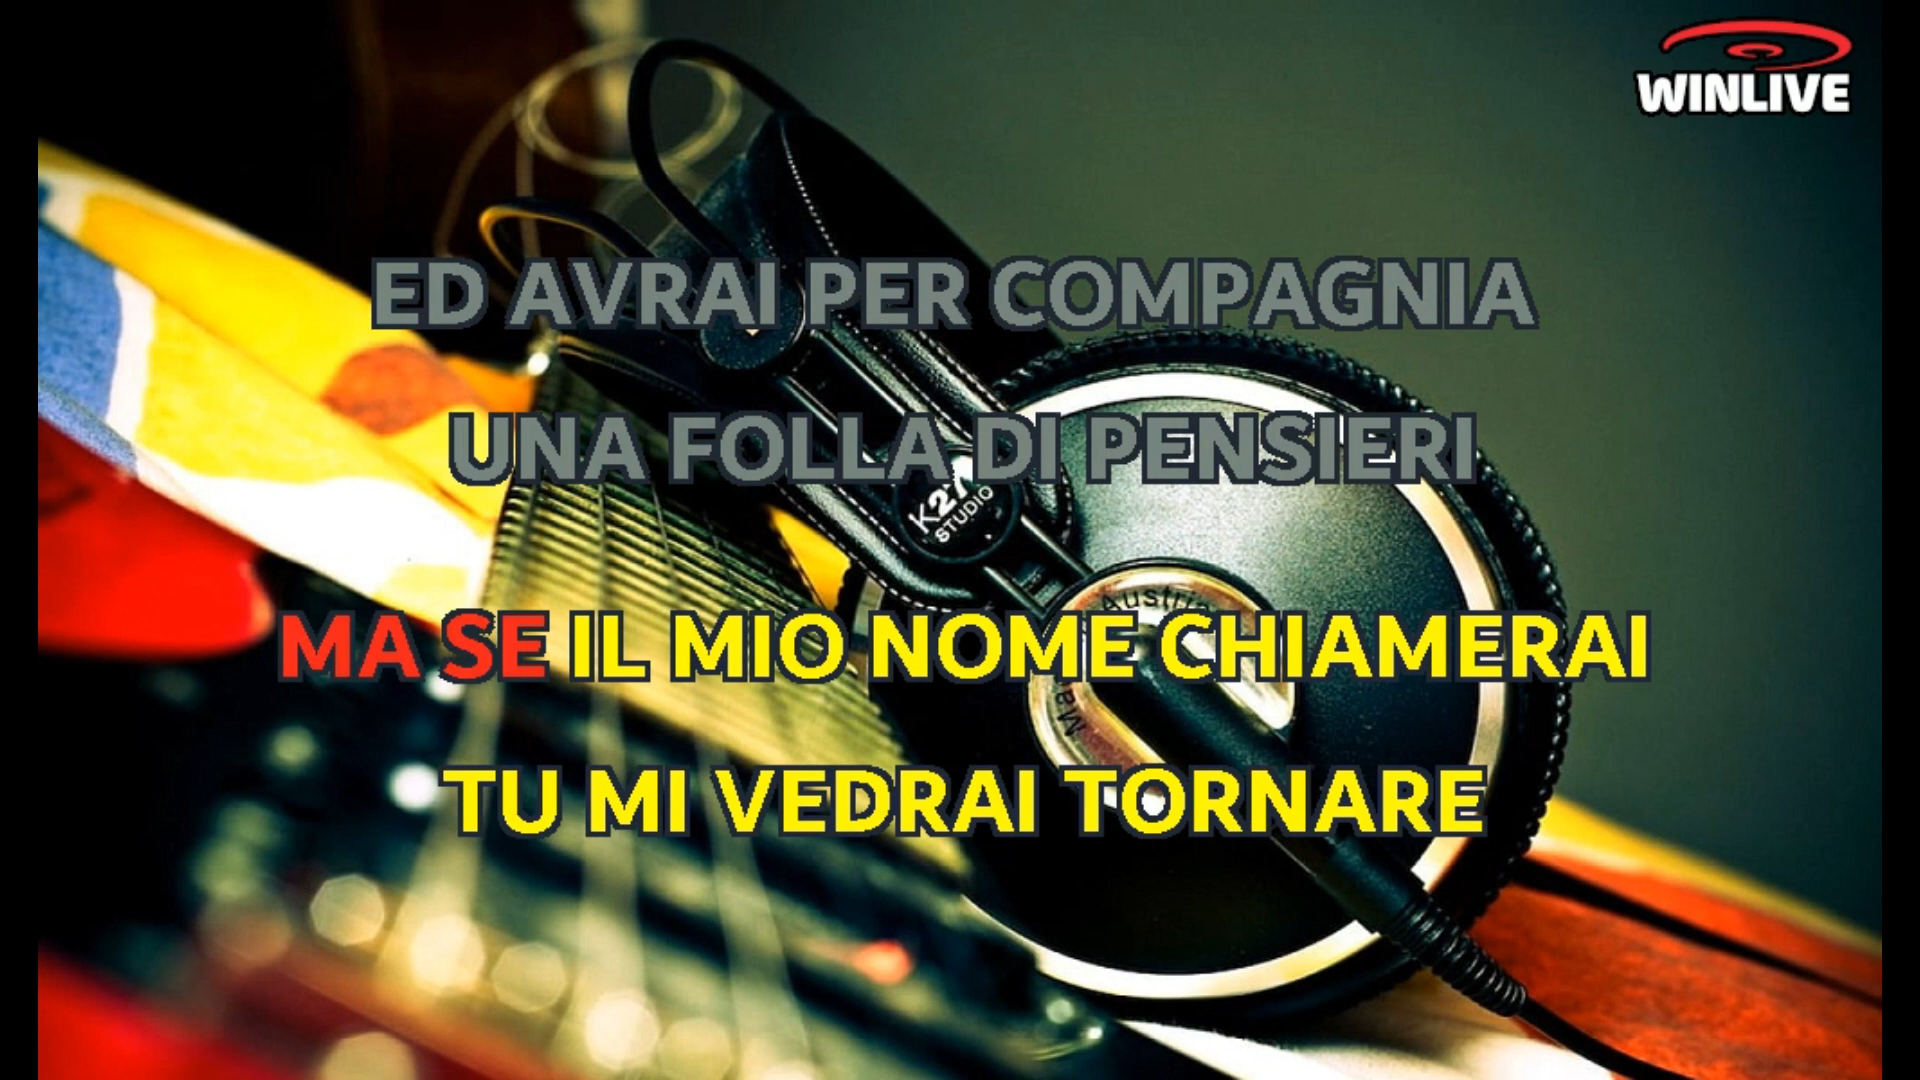 WINLIVE
ED AVRAI PER COMPAGNIA
UNA FOLLA DI PENSIERI
STUDIO
Austria
MA SE IL MIO NOME CHIAMERAI
TU MI VEDRAI TORNARE